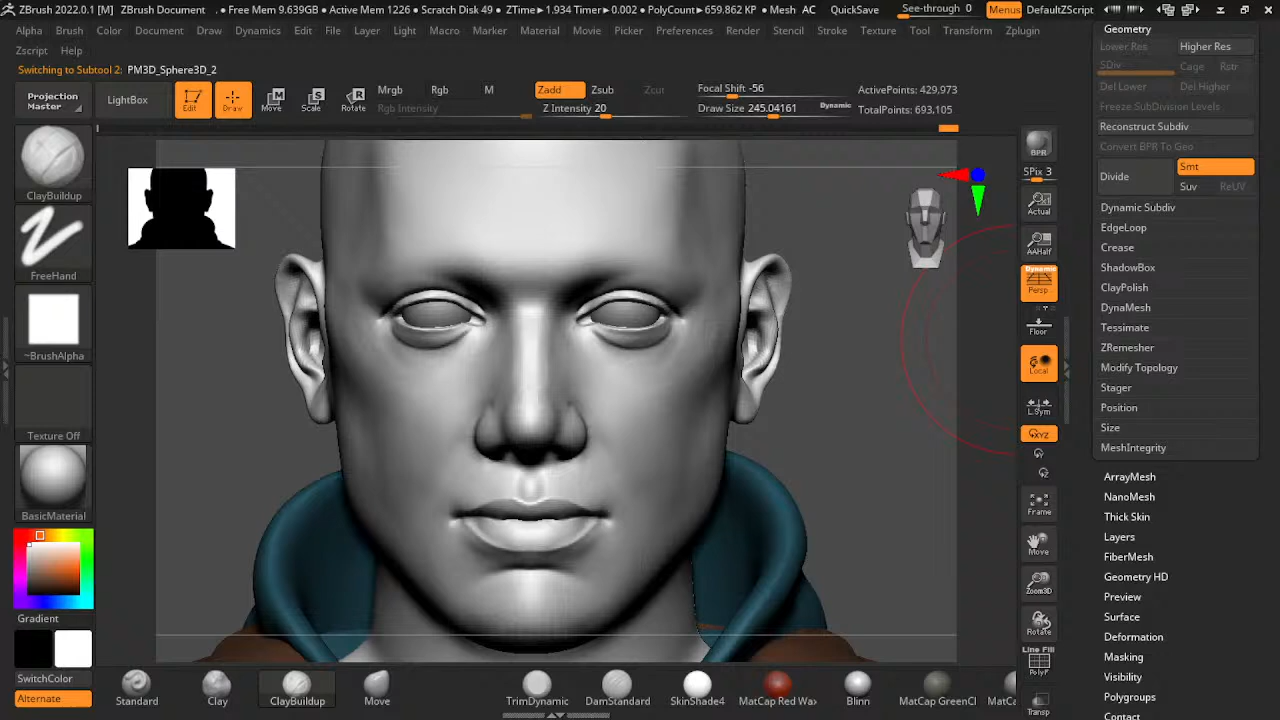 ZBrush 2022.0.1 [M] ZBrush Document . • Free Mem 9.639GB • Active Mem 1226 • Scratch Disk 49 • ZTime▸1.934 Timer▸0.002 • PolyCount▸659.862 KP • Mesh AC QuickSave See-through 0 Menus DefaultZScript
Alpha Brush Color Document Draw Dynamics Edit File Layer Light Macro Marker Material Movie Picker Preferences Render Stencil Stroke Texture Tool Transform Zplugin
Zscript Help
Switching to Subtool 2: PM3D_Sphere3D_2
Projection Master
LightBox
Edit
Draw
Move
Scale
Rotate
Mrgb Rgb M
Rgb Intensity
Zadd Zsub Zcut
Z Intensity 20
Focal Shift -56
Draw Size 245.04161 Dynamic
ActivePoints: 429,973
TotalPoints: 693,105
ClayBuildup
FreeHand
~BrushAlpha
Texture Off
BasicMaterial
Gradient
SwitchColor
Alternate
BPR
SPix 3
Actual
AAHalf
Dynamic
Persp
Floor
Local
L.Sym
XYZ
Frame
Move
Zoom3D
Rotate
Line Fill
PolyF
Transp
Geometry
Lower Res Higher Res
SDiv Cage Rstr
Del Lower Del Higher
Freeze SubDivision Levels
Reconstruct Subdiv
Convert BPR To Geo
Divide Smt
Suv ReUV
Dynamic Subdiv
EdgeLoop
Crease
ShadowBox
ClayPolish
DynaMesh
Tessimate
ZRemesher
Modify Topology
Stager
Position
Size
MeshIntegrity
ArrayMesh
NanoMesh
Thick Skin
Layers
FiberMesh
Geometry HD
Preview
Surface
Deformation
Masking
Visibility
Polygroups
Contact
Standard Clay ClayBuildup Move TrimDynamic DamStandard SkinShade4 MatCap Red Wax Blinn MatCap GreenCl MatCa